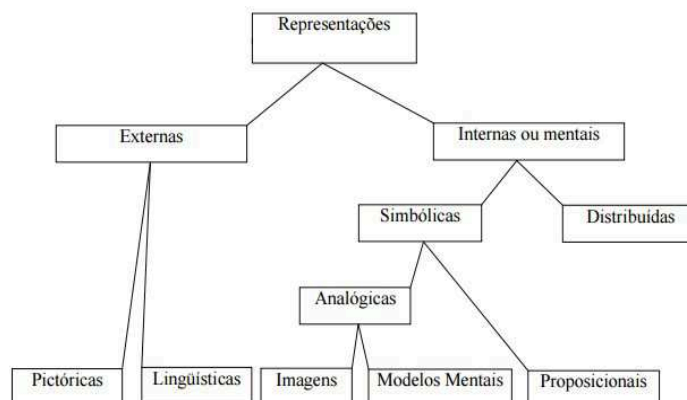 Representações
Externas
Internas ou mentais
Simbólicas
Distribuídas
Analógicas
Pictóricas
Lingüísticas
Imagens
Modelos Mentais
Proposicionais